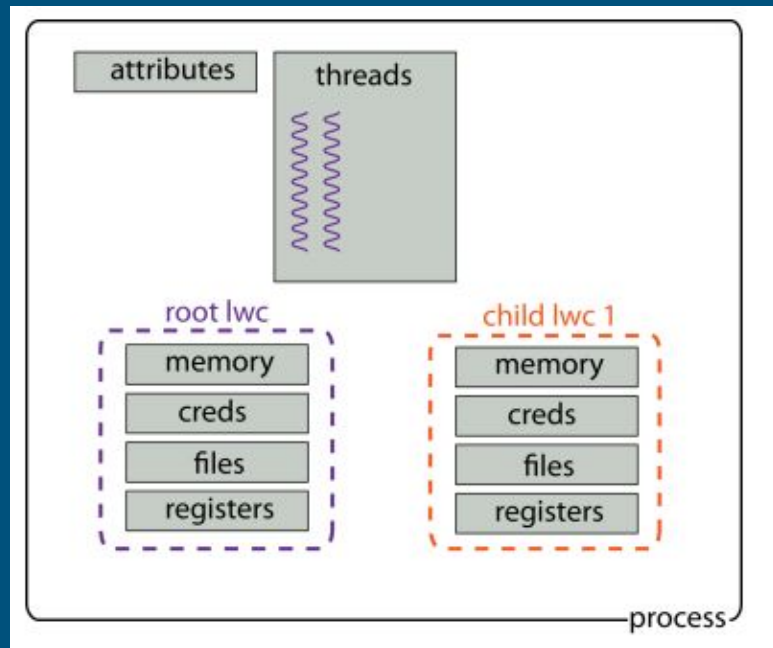 attributes
threads
root lwc
memory
creds
files
registers
child lwc 1
memory
creds
files
registers
process